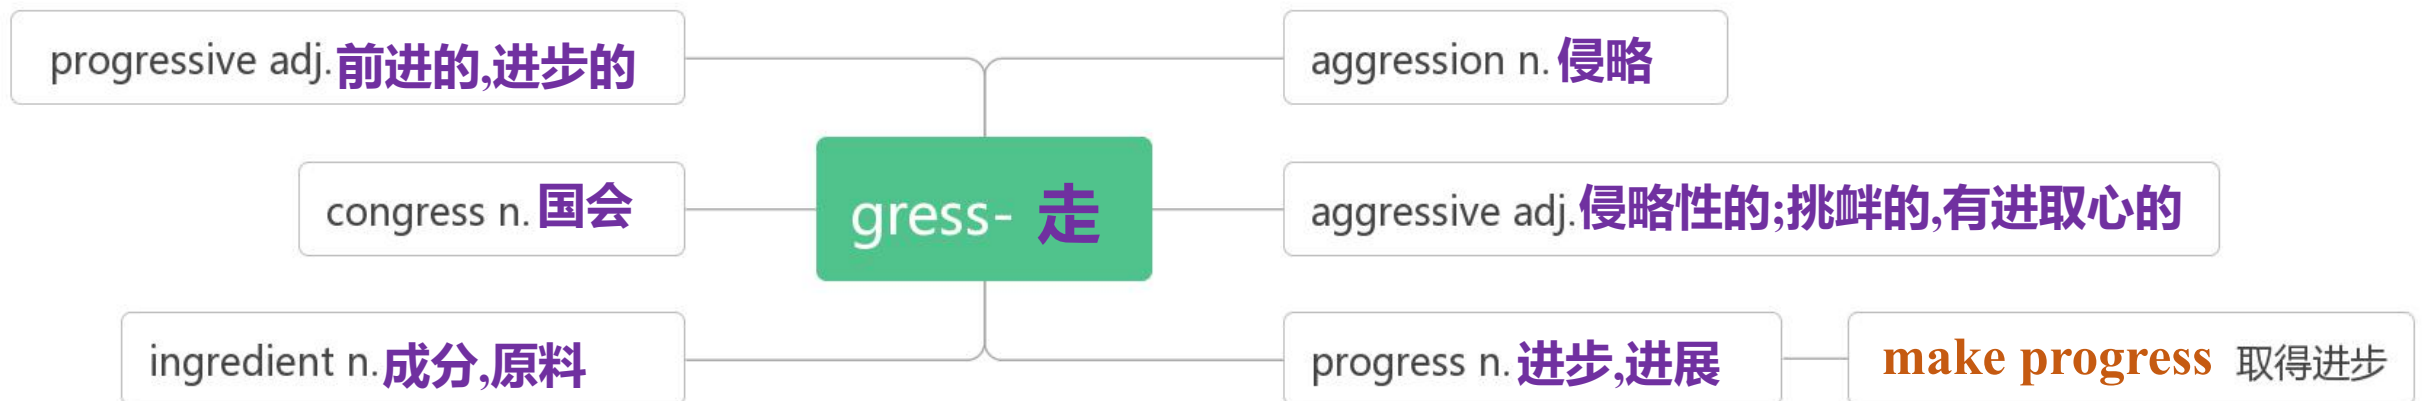 progressive adj.前进的,进步的
aggression n.侵略
congress n.国会
gress- 走
aggressive adj.侵略性的;挑衅的,有进取心的
ingredient n.成分,原料
progress n.进步,进展
make progress 取得进步